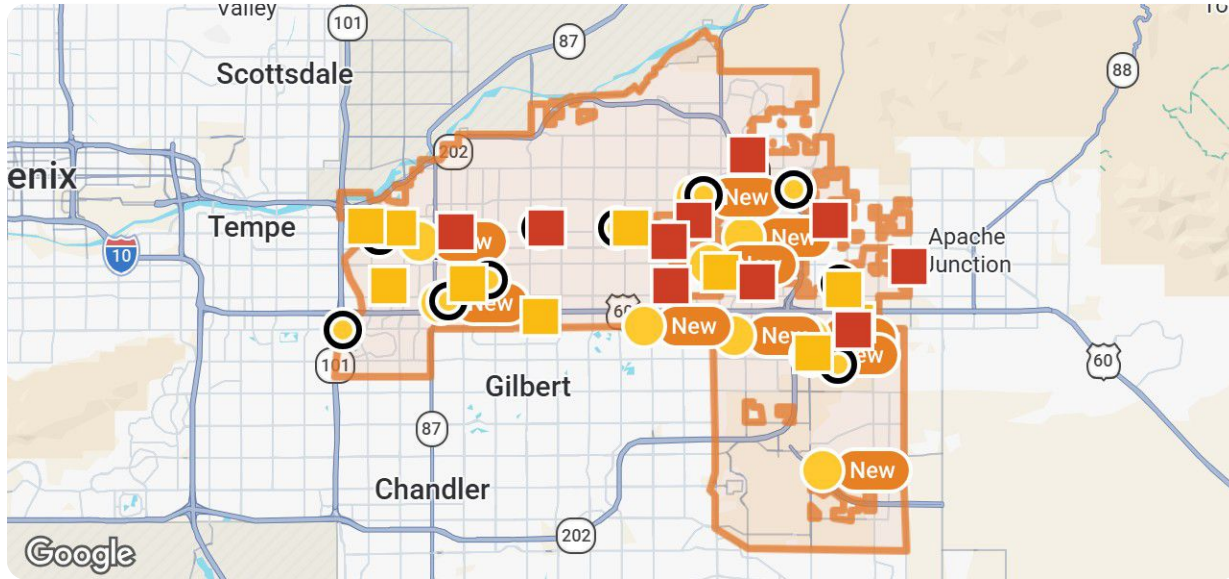 Valley
101
87
Scottsdale
88
202
enix
New
Tempe
New
New
Apache
Junction
10
New
60
New
New
101
60
Gilbert
87
New
Chandler
202
Google